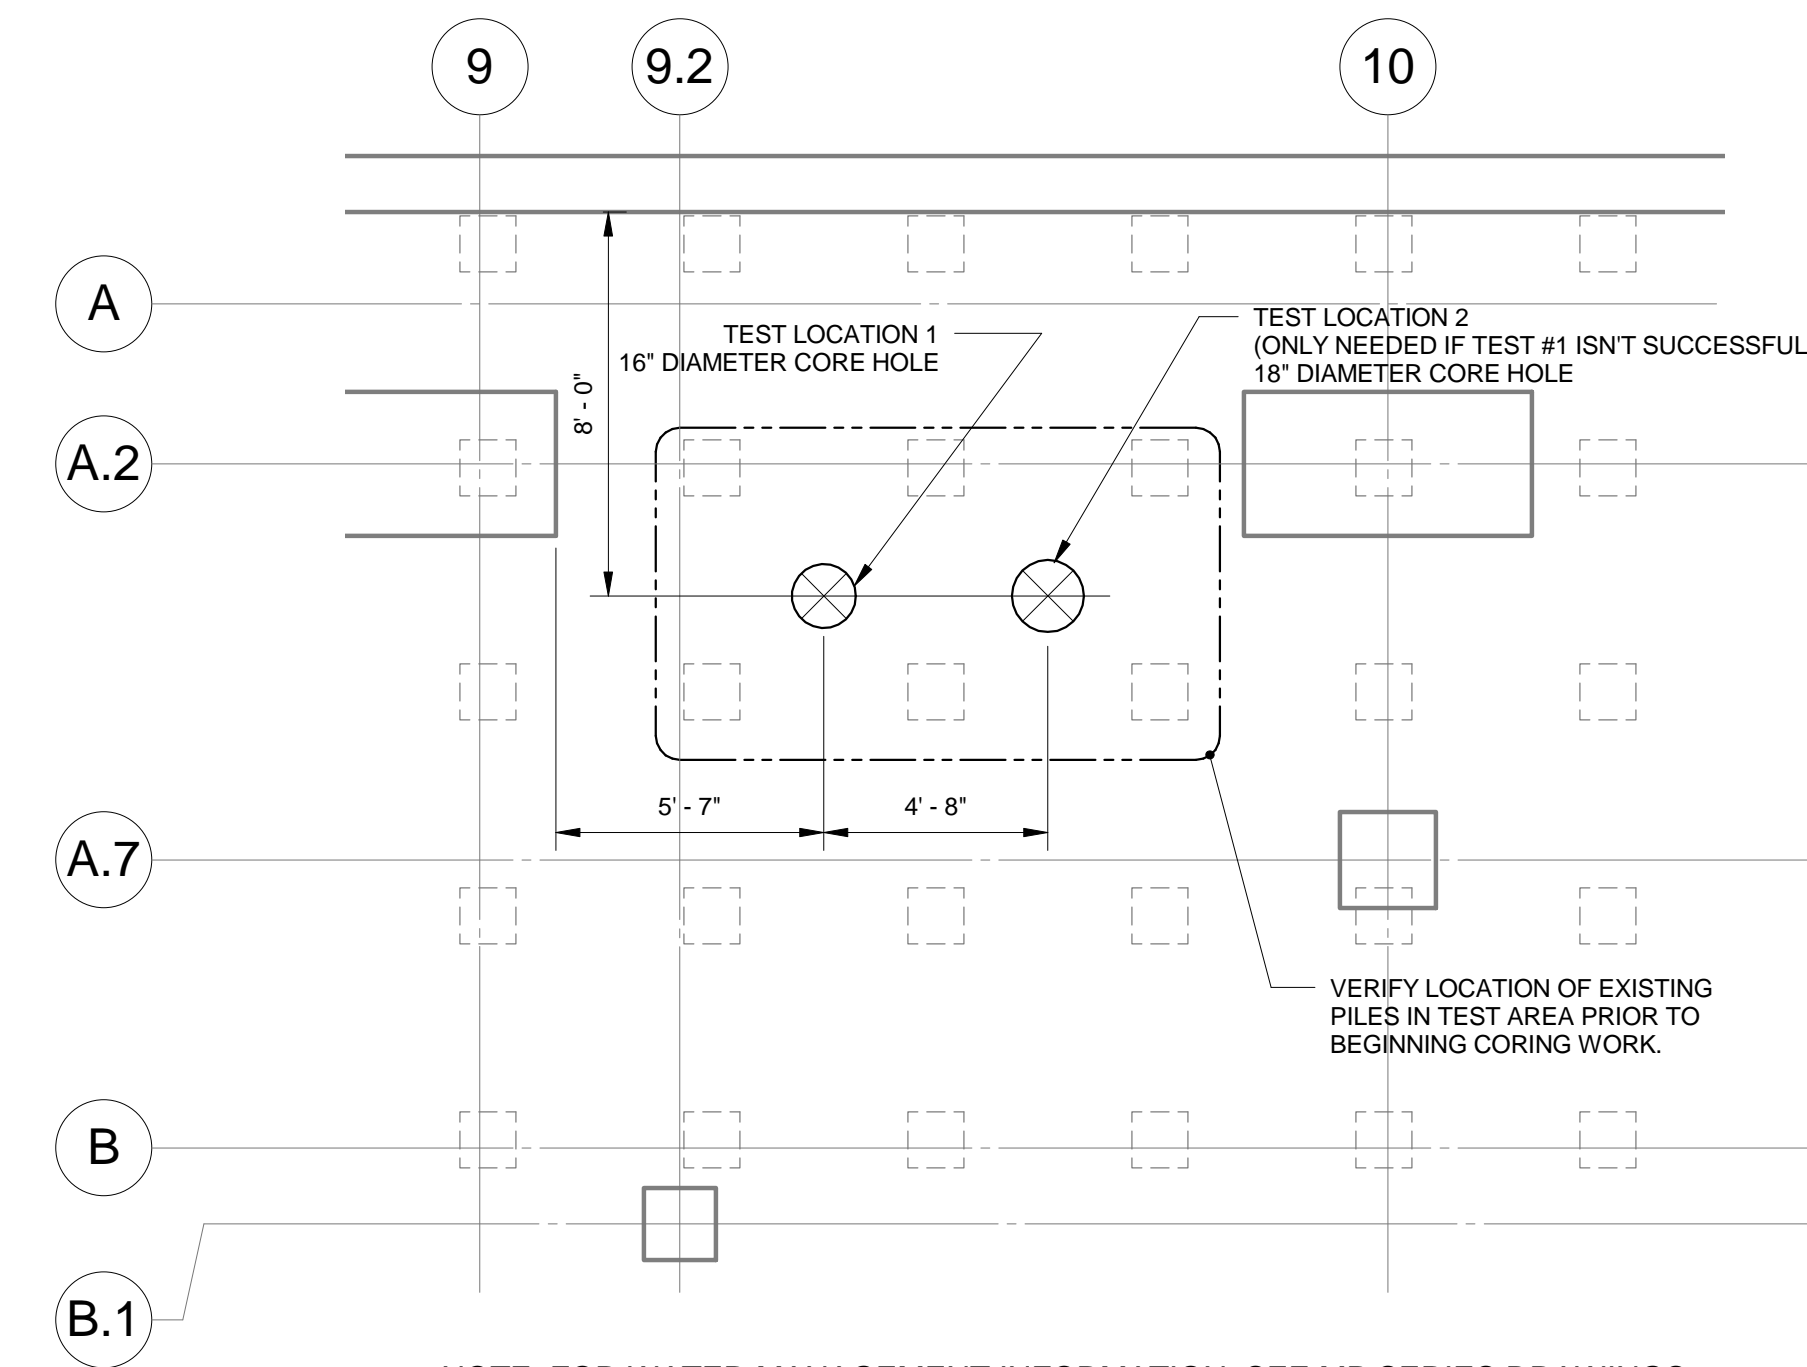 9
9.2
10
A
TEST LOCATION 1
16" DIAMETER CORE HOLE
TEST LOCATION 2
(ONLY NEEDED IF TEST #1 ISN'T SUCCESSFUL
18" DIAMETER CORE HOLE
8' - 0"
A.2
5' - 7"
4' - 8"
A.7
VERIFY LOCATION OF EXISTING
PILES IN TEST AREA PRIOR TO
BEGINNING CORING WORK.
B
B.1